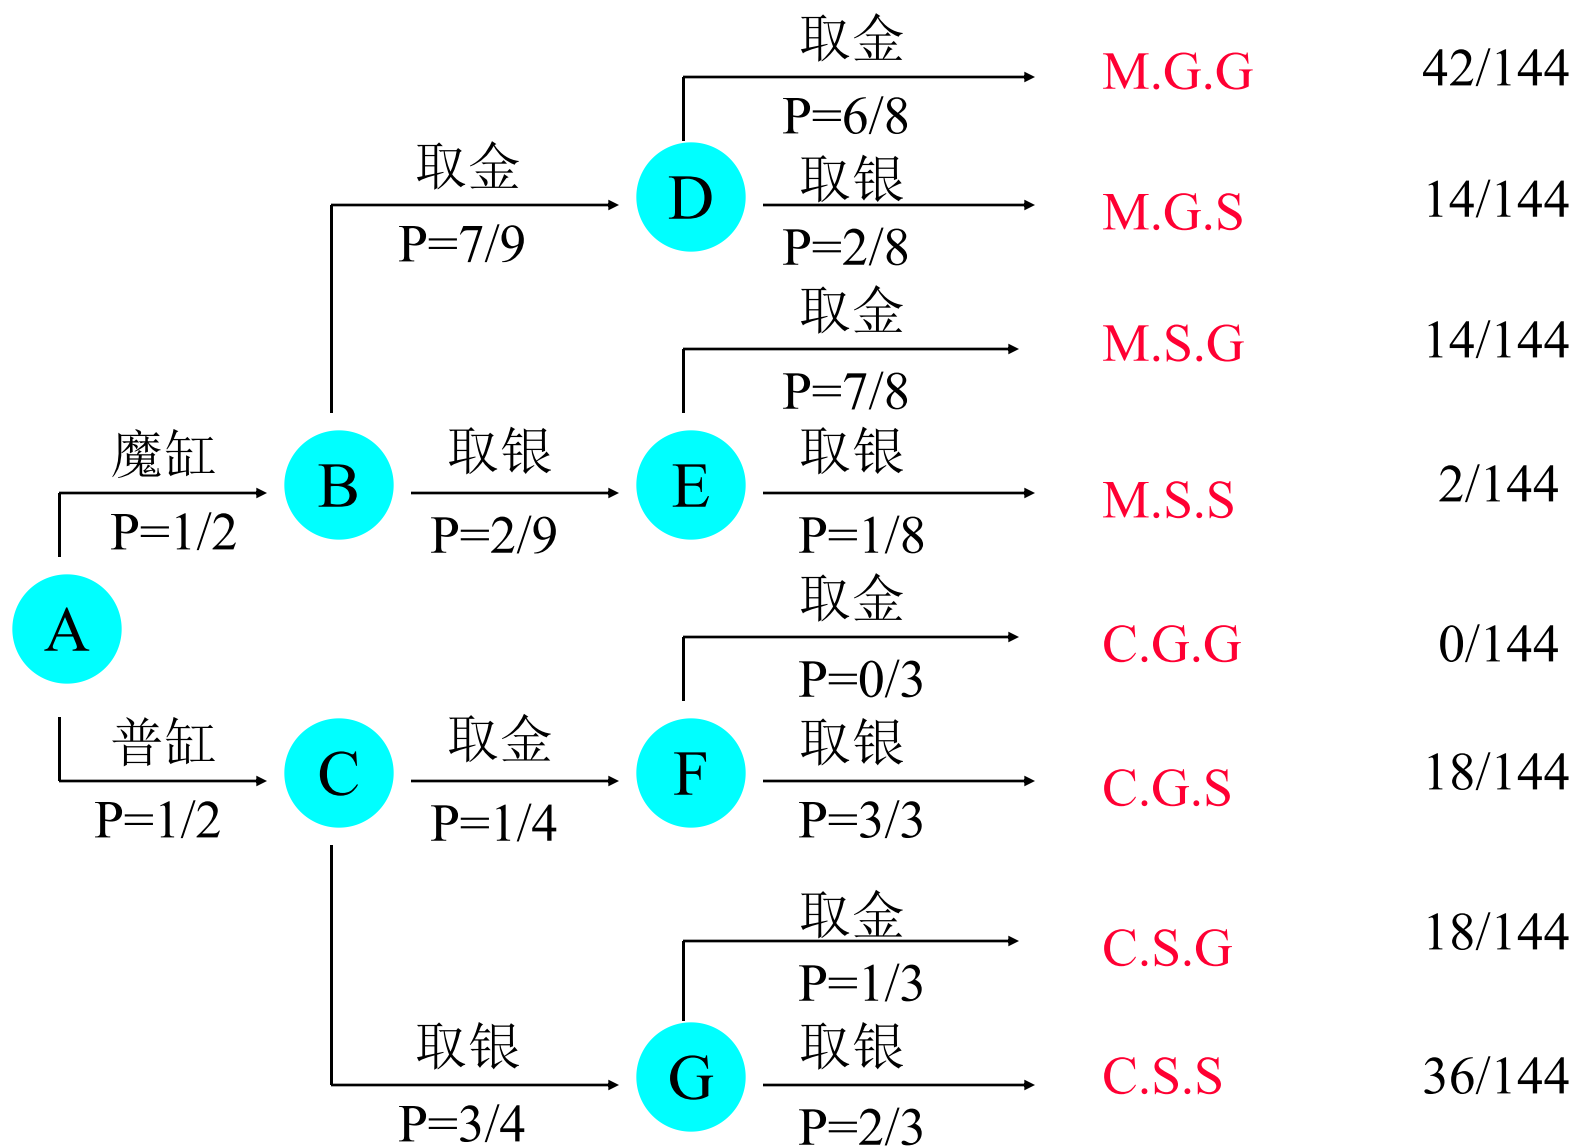 取金
P=6/8
M.G.G
42/144
取金
P=7/9
D
取银
P=2/8
M.G.S
14/144
取金
P=7/8
M.S.G
14/144
魔缸
P=1/2
B
取银
P=2/9
E
取银
P=1/8
M.S.S
2/144
A
取金
P=0/3
C.G.G
0/144
普缸
P=1/2
C
取金
P=1/4
F
取银
P=3/3
C.G.S
18/144
取金
P=1/3
C.S.G
18/144
取银
P=3/4
G
取银
P=2/3
C.S.S
36/144